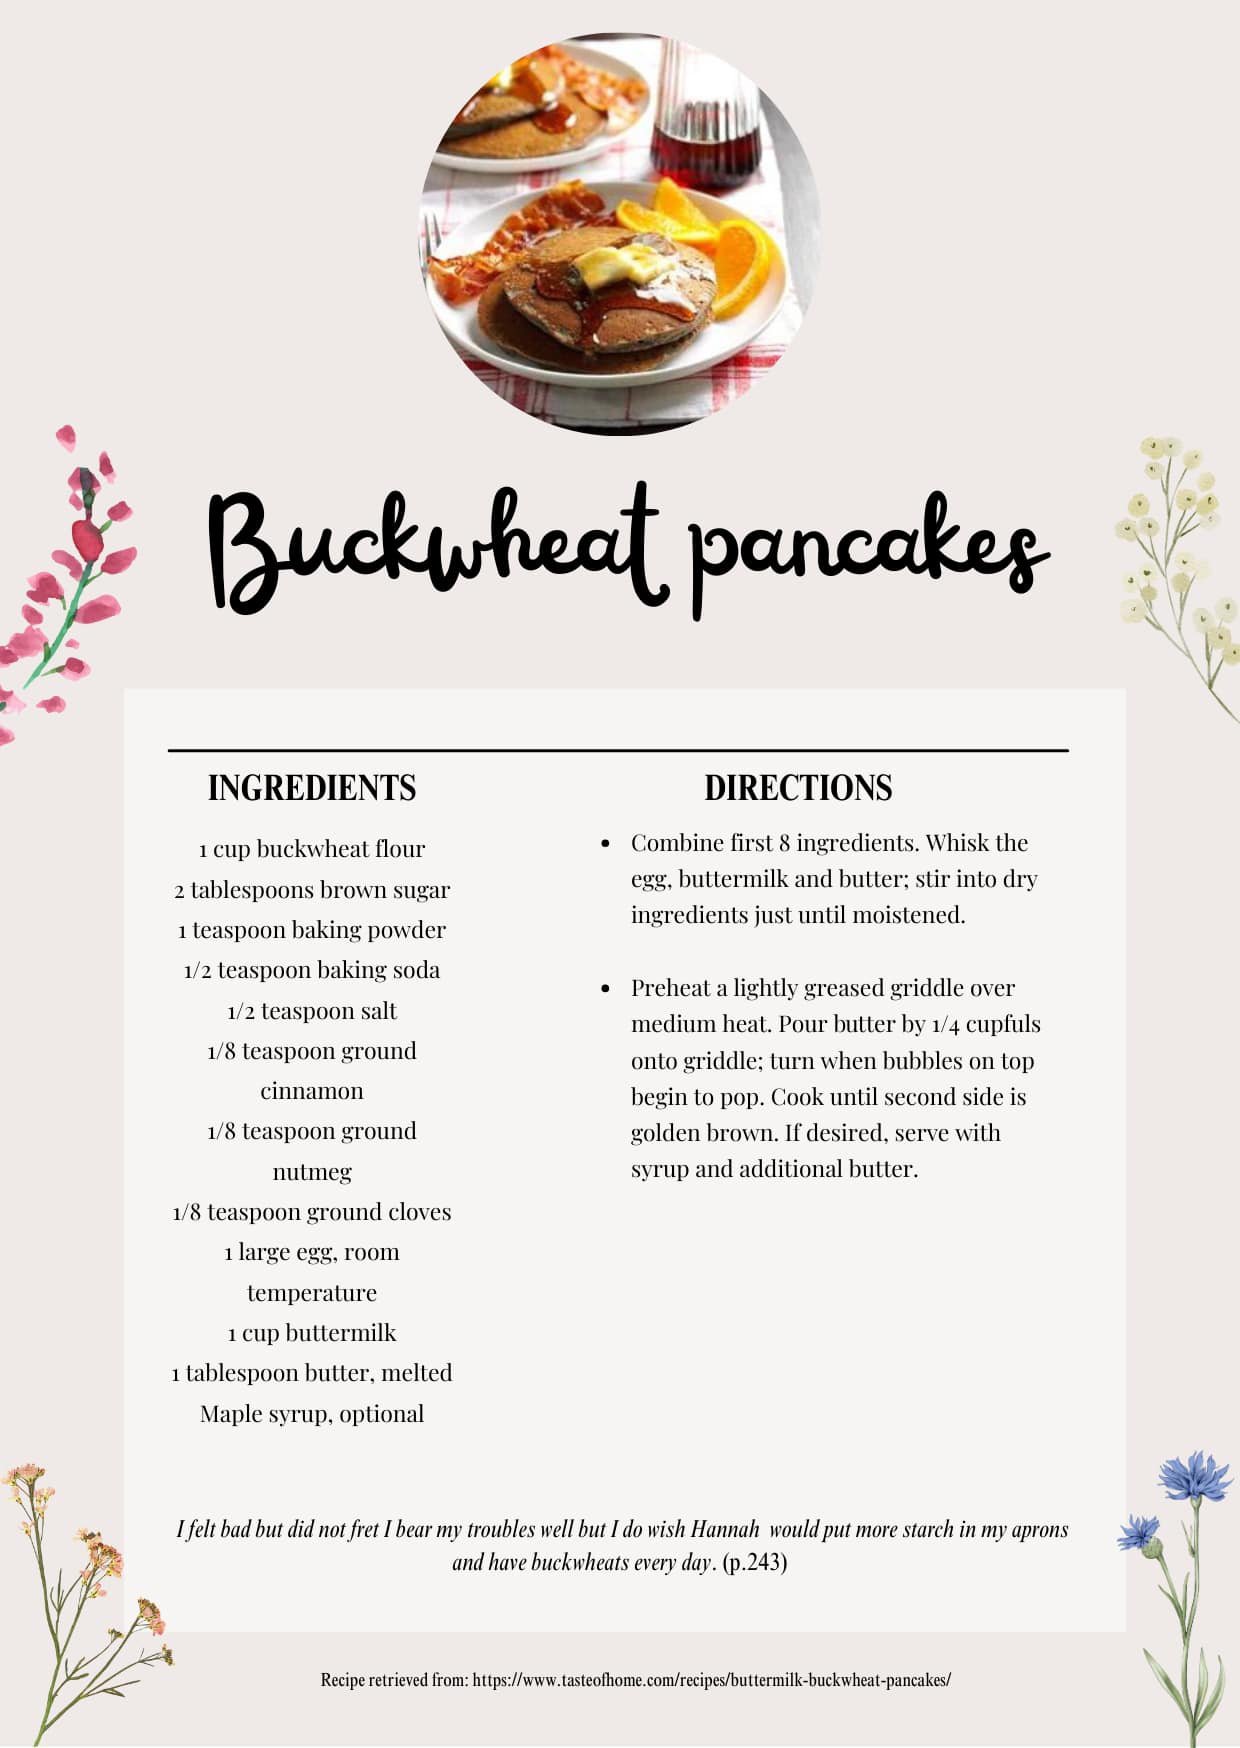 Buckwheat pancakes
INGREDIENTS
1 cup buckwheat flour
2 tablespoons brown sugar
1 teaspoon baking powder
1/2 teaspoon baking soda
1/2 teaspoon salt
1/8 teaspoon ground
cinnamon
1/8 teaspoon ground
nutmeg
1/8 teaspoon ground cloves
1 large egg, room
temperature
1 cup buttermilk
1 tablespoon butter, melted
Maple syrup, optional
DIRECTIONS
• Combine first 8 ingredients. Whisk the
egg, buttermilk and butter; stir into dry
ingredients just until moistened.
• Preheat a lightly greased griddle over
medium heat. Pour butter by 1/4 cupfuls
onto griddle; turn when bubbles on top
begin to pop. Cook until second side is
golden brown. If desired, serve with
syrup and additional butter.
I felt bad but did not fret I bear my troubles well but I do wish Hannah would put more starch in my aprons
and have buckwheats every day. (p.243)
Recipe retrieved from: https://www.tasteofhome.com/recipes/buttermilk-buckwheat-pancakes/